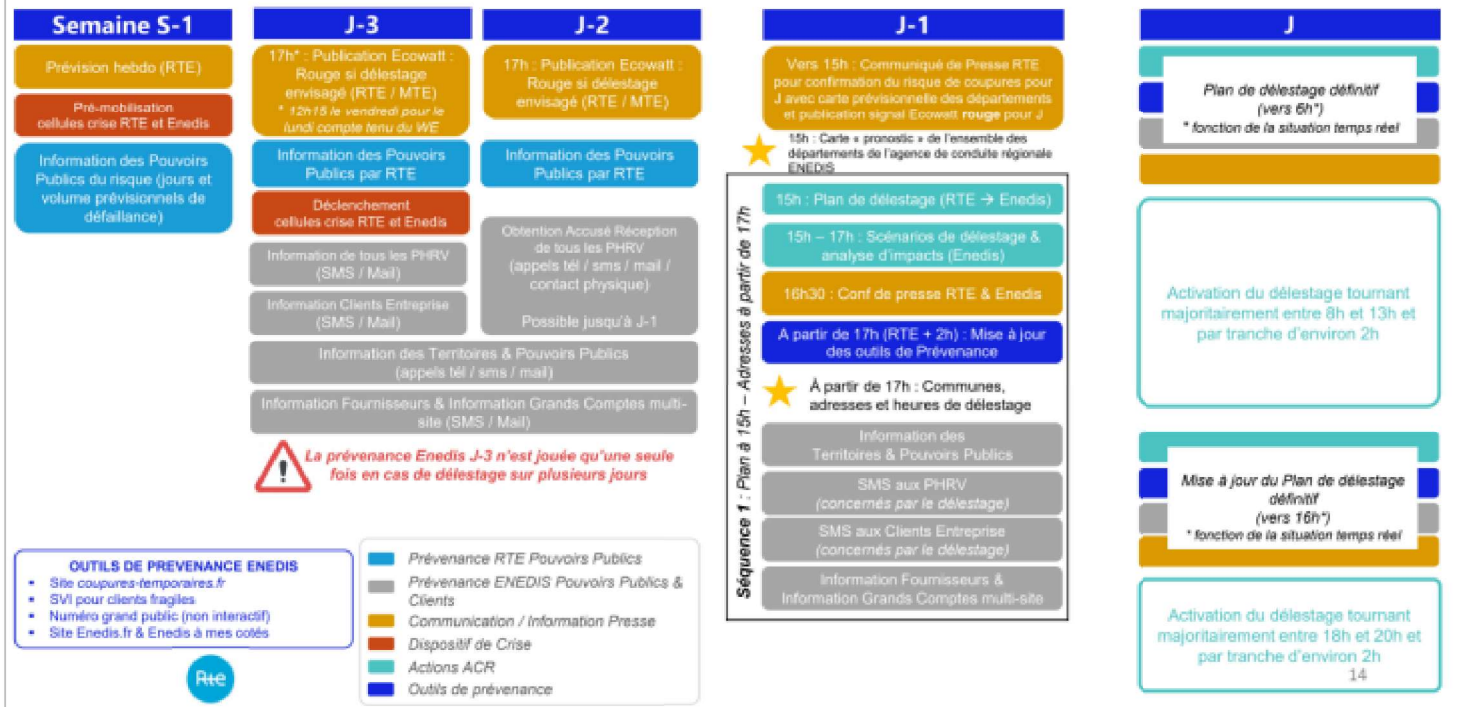 Semaine S-1
Prévision hebdo (RTE)
Pré-mobilisation
cellules crise RTE et Enedis
Information des Pouvoirs
Publics du risque (jours et
volume prévisionnels de
défaillance)
J-3
17h* : Publication Ecowatt :
Rouge si délestage
envisagé (RTE / MTE)
* 12h15 le vendredi pour le
lundi compte tenu du WE
Information des Pouvoirs
Publics par RTE
Déclenchement
cellules crise RTE et Enedis
Information de tous les PHRV
(SMS / Mail)
Information Clients Entreprise
(SMS / Mail)
J-2
17h : Publication Ecowatt :
Rouge si délestage
envisagé (RTE / MTE)
Information des Pouvoirs
Publics par RTE
Obtention Accusé Réception
de tous les PHRV
(appels tél / sms / mail /
contact physique)
Possible jusqu'à J-1
Information des Territoires & Pouvoirs Publics
(appels tél / sms / mail)
Information Fournisseurs & Information Grands Comptes multi-
site (SMS / Mail)
La prévenance Enedis J-3 n'est jouée qu'une seule
fois en cas de délestage sur plusieurs jours
J-1
Vers 15h : Communiqué de Presse RTE
pour confirmation du risque de coupures pour
J avec carte prévisionnelle des départements
et publication signal Ecowatt rouge pour J
15h : Carte « pronostic » de l'ensemble des
départements de l'agence de conduite régionale
ENEDIS
Séquence 1 : Plan à 15h – Adresses à partir de 17h
15h : Plan de délestage (RTE → Enedis)
15h – 17h : Scénarios de délestage &
analyse d'impacts (Enedis)
16h30 : Conf de presse RTE & Enedis
A partir de 17h (RTE + 2h) : Mise à jour
des outils de Prévenance
À partir de 17h : Communes,
adresses et heures de délestage
Information des
Territoires & Pouvoirs Publics
SMS aux PHRV
(concernés par le délestage)
SMS aux Clients Entreprise
(concernés par le délestage)
Information Fournisseurs &
Information Grands Comptes multi-site
J
Plan de délestage définitif
(vers 6h*)
* fonction de la situation temps réel
Activation du délestage tournant
majoritairement entre 8h et 13h et
par tranche d'environ 2h
Mise à jour du Plan de délestage
définitif
(vers 16h*)
* fonction de la situation temps réel
Activation du délestage tournant
majoritairement entre 18h et 20h et
par tranche d'environ 2h
14
OUTILS DE PREVENANCE ENEDIS
▪ Site coupures-temporaires.fr
▪ SVI pour clients fragiles
▪ Numéro grand public (non interactif)
▪ Site Enedis.fr & Enedis à mes cotés
Rte
Prévenance RTE Pouvoirs Publics
Prévenance ENEDIS Pouvoirs Publics &
Clients
Communication / Information Presse
Dispositif de Crise
Actions ACR
Outils de prévenance